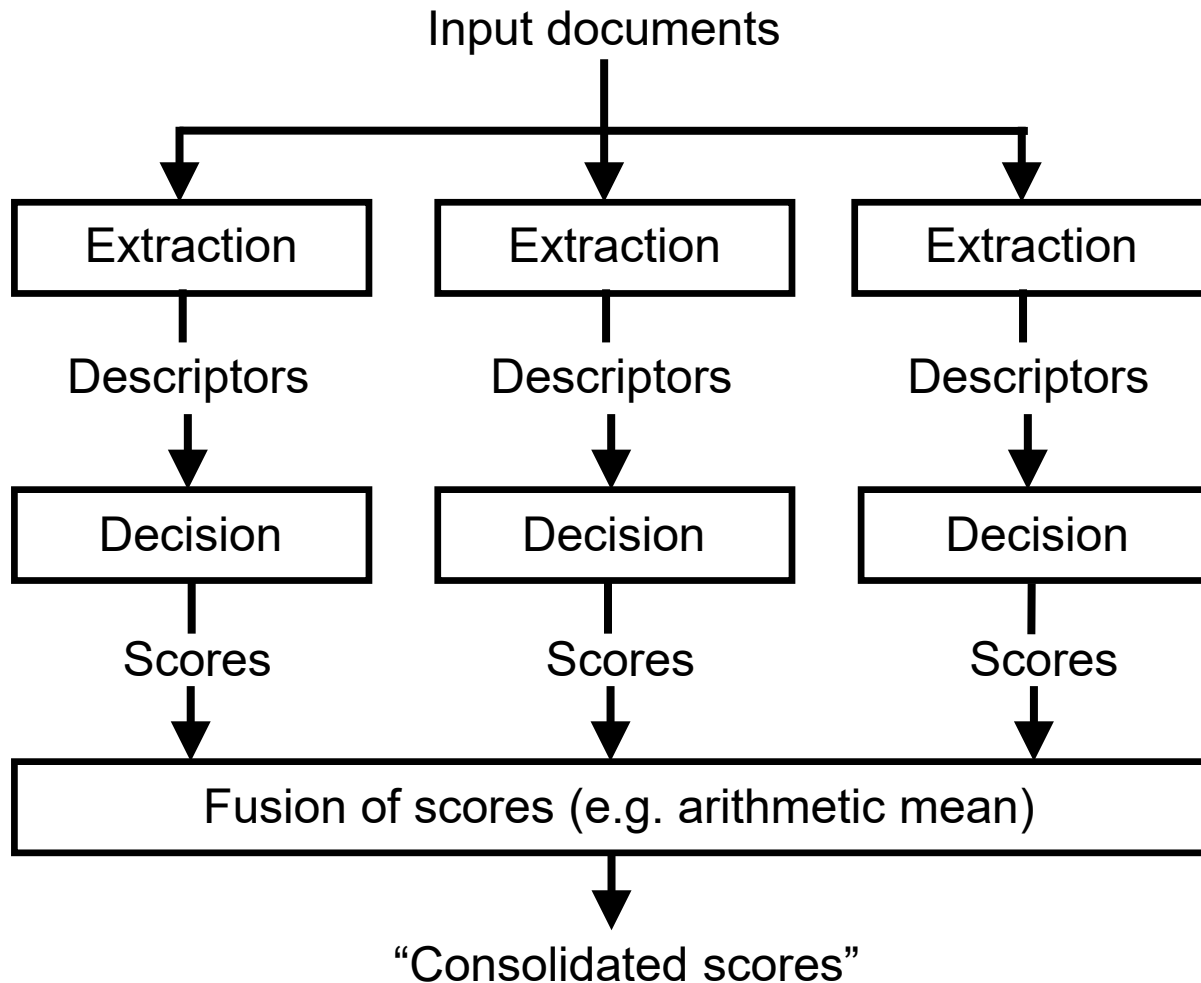 Input documents
Extraction
Extraction
Extraction
Descriptors
Descriptors
Descriptors
Decision
Decision
Decision
Scores
Scores
Scores
Fusion of scores (e.g. arithmetic mean)
“Consolidated scores”